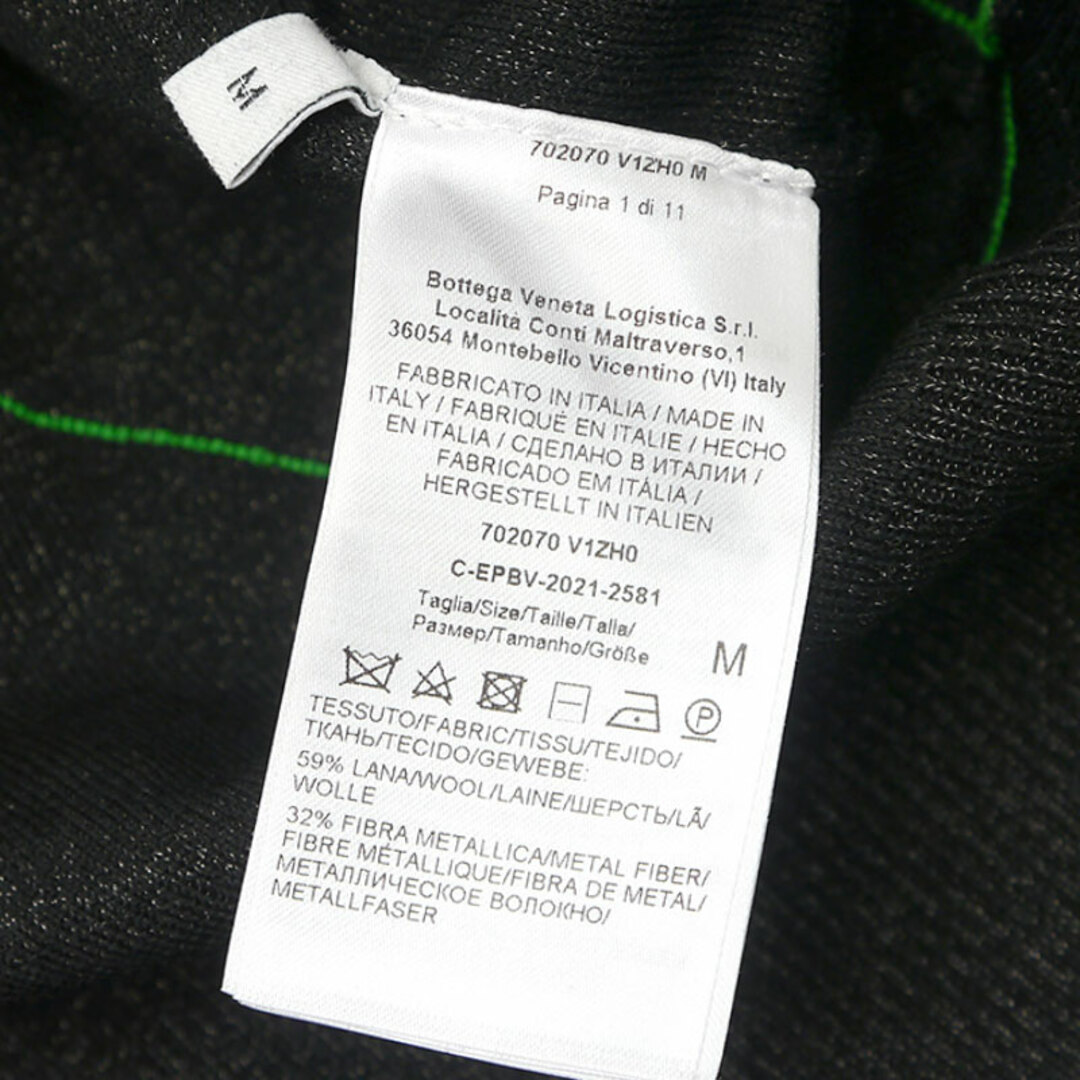 M
702070 V1ZH0 M
Pagina 1 di 11
Bottega Veneta Logistica S.r.l.
Località Conti Maltraverso,1
36054 Montebello Vicentino (VI) Italy
FABBRICATO IN ITALIA / MADE IN
ITALY / FABRIQUÉ EN ITALIE / HECHO
EN ITALIA / СДЕЛАНО В ИТАЛИИ /
FABRICADO EM ITÁLIA /
HERGESTELLT IN ITALIEN
702070 V1ZH0
C-EPBV-2021-2581
Taglia/Size/Taille/Talla/
Размер/Tamanho/Größe
M
P
TESSUTO/FABRIC/TISSU/TEJIDO/
ТКАНЬ/TECIDO/GEWEBE:
59% LANA/WOOL/LAINE/ШЕРСТЬ/LÃ/
WOLLE
32% FIBRA METALLICA/METAL FIBER/
FIBRE MÉTALLIQUE/FIBRA DE METAL/
МЕТАЛЛИЧЕСКОЕ ВОЛОКНО/
METALLFASER